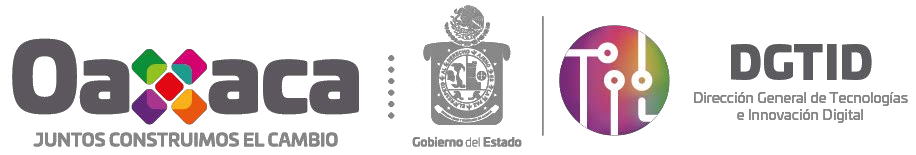 Oaxaca
JUNTOS CONSTRUIMOS EL CAMBIO
Gobierno del Estado
DGTID
Dirección General de Tecnologías
e Innovación Digital